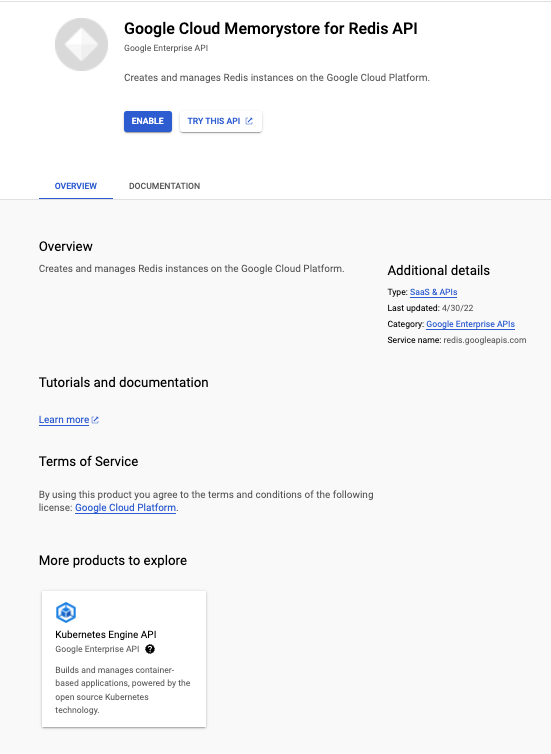 Google Cloud Memorystore for Redis API
Google Enterprise API
Creates and manages Redis instances on the Google Cloud Platform.
ENABLE
TRY THIS API
OVERVIEW
DOCUMENTATION
Overview
Creates and manages Redis instances on the Google Cloud Platform.
Additional details
Type: SaaS & APIs
Last updated: 4/30/22
Category: Google Enterprise APIs
Service name: redis.googleapis.com
Tutorials and documentation
Learn more
Terms of Service
By using this product you agree to the terms and conditions of the following
license: Google Cloud Platform.
More products to explore
Kubernetes Engine API
Google Enterprise API ?
Builds and manages container-
based applications, powered by the
open source Kubernetes
technology.